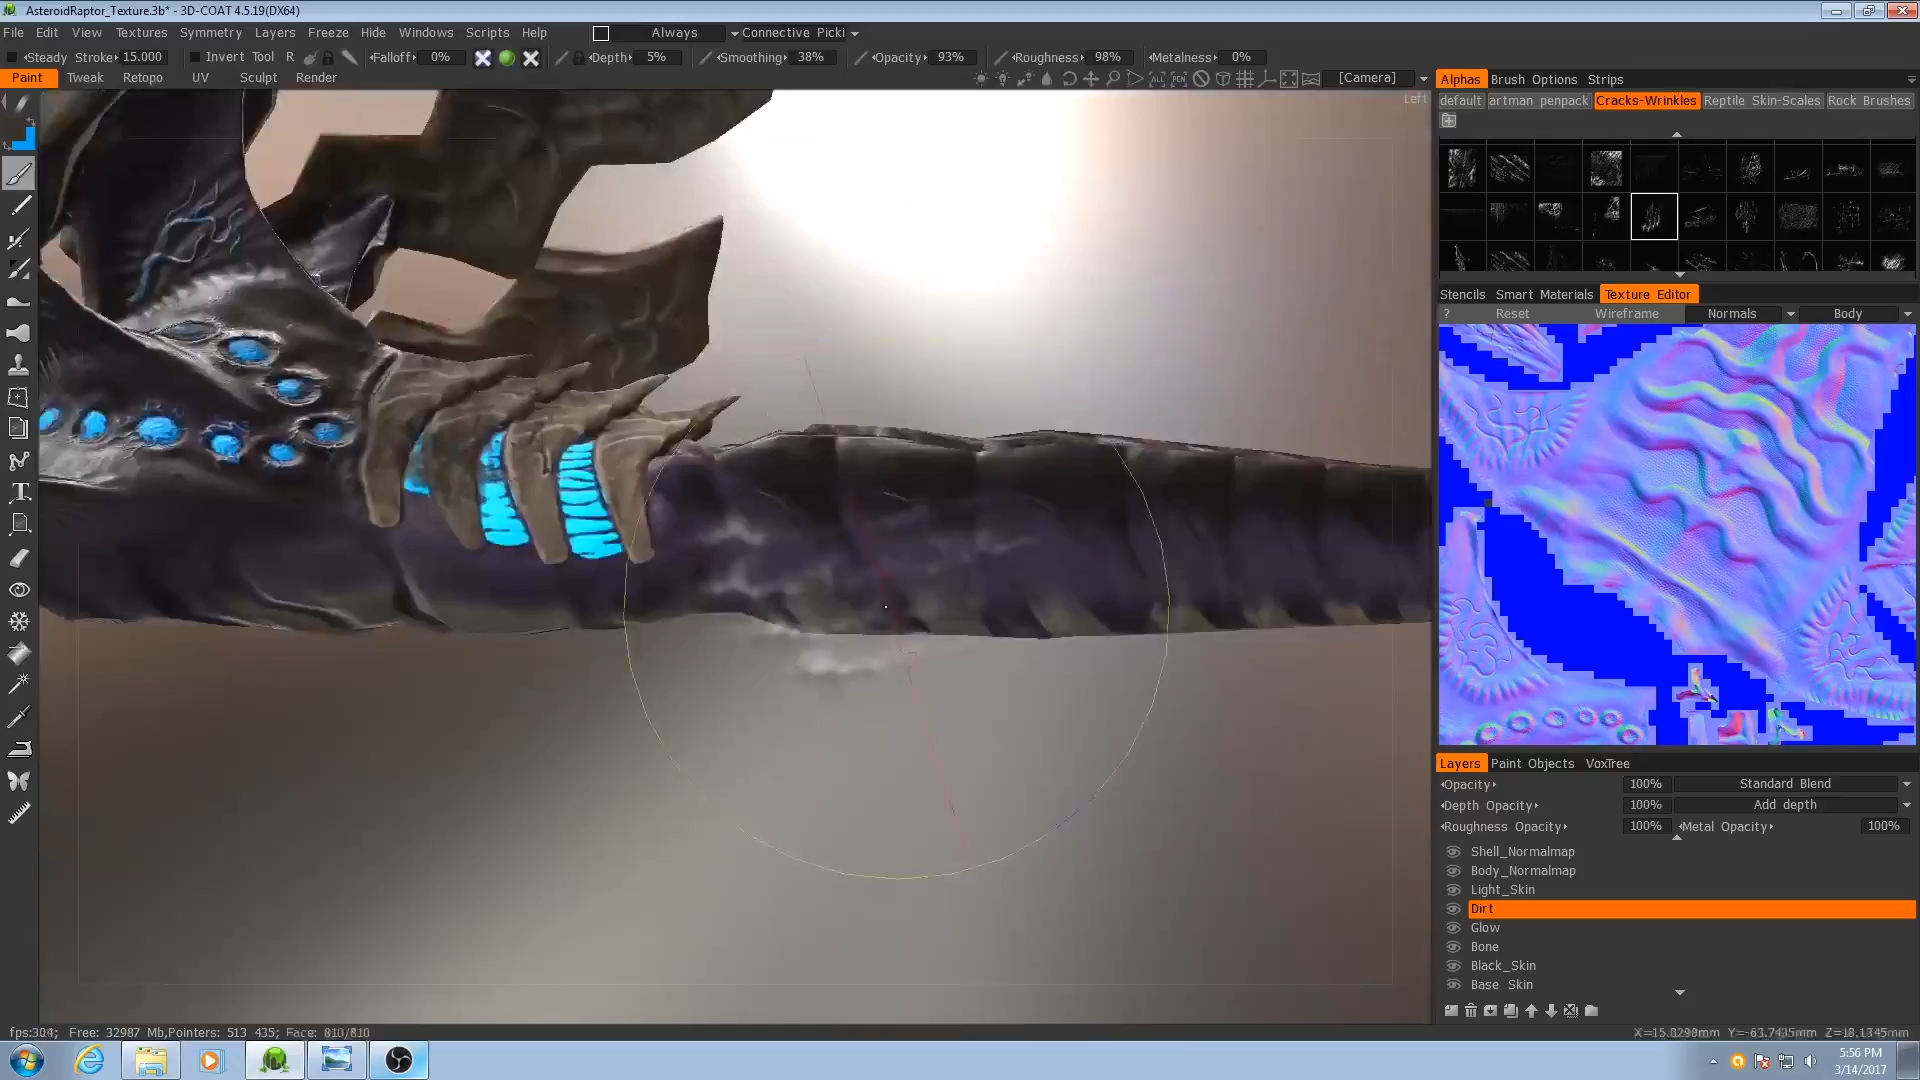 AsteroidRaptor_Texture.3b* - 3D-COAT 4.5.19(DX64)
File Edit View Textures Symmetry Layers Freeze Hide Windows Scripts Help Always Connective Picki
Steady Stroke 15.000 Invert Tool R Falloff 0% Depth 5% Smoothing 38% Opacity 93% Roughness 98% Metalness 0%
Paint Tweak Retopo UV Sculpt Render [Camera]
Left
Alphas Brush Options Strips
default artman penpack Cracks-Wrinkles Reptile Skin-Scales Rock Brushes
Stencils Smart Materials Texture Editor
? Reset Wireframe Normals Body
Layers Paint Objects VoxTree
Opacity 100% Standard Blend
Depth Opacity 100% Add depth
Roughness Opacity 100% Metal Opacity 100%
Shell_Normalmap
Body_Normalmap
Light_Skin
Dirt
Glow
Bone
Black_Skin
Base Skin
Free: 32987 Mb,Pointers: 513 435; Face:
5:56 PM
3/14/2017